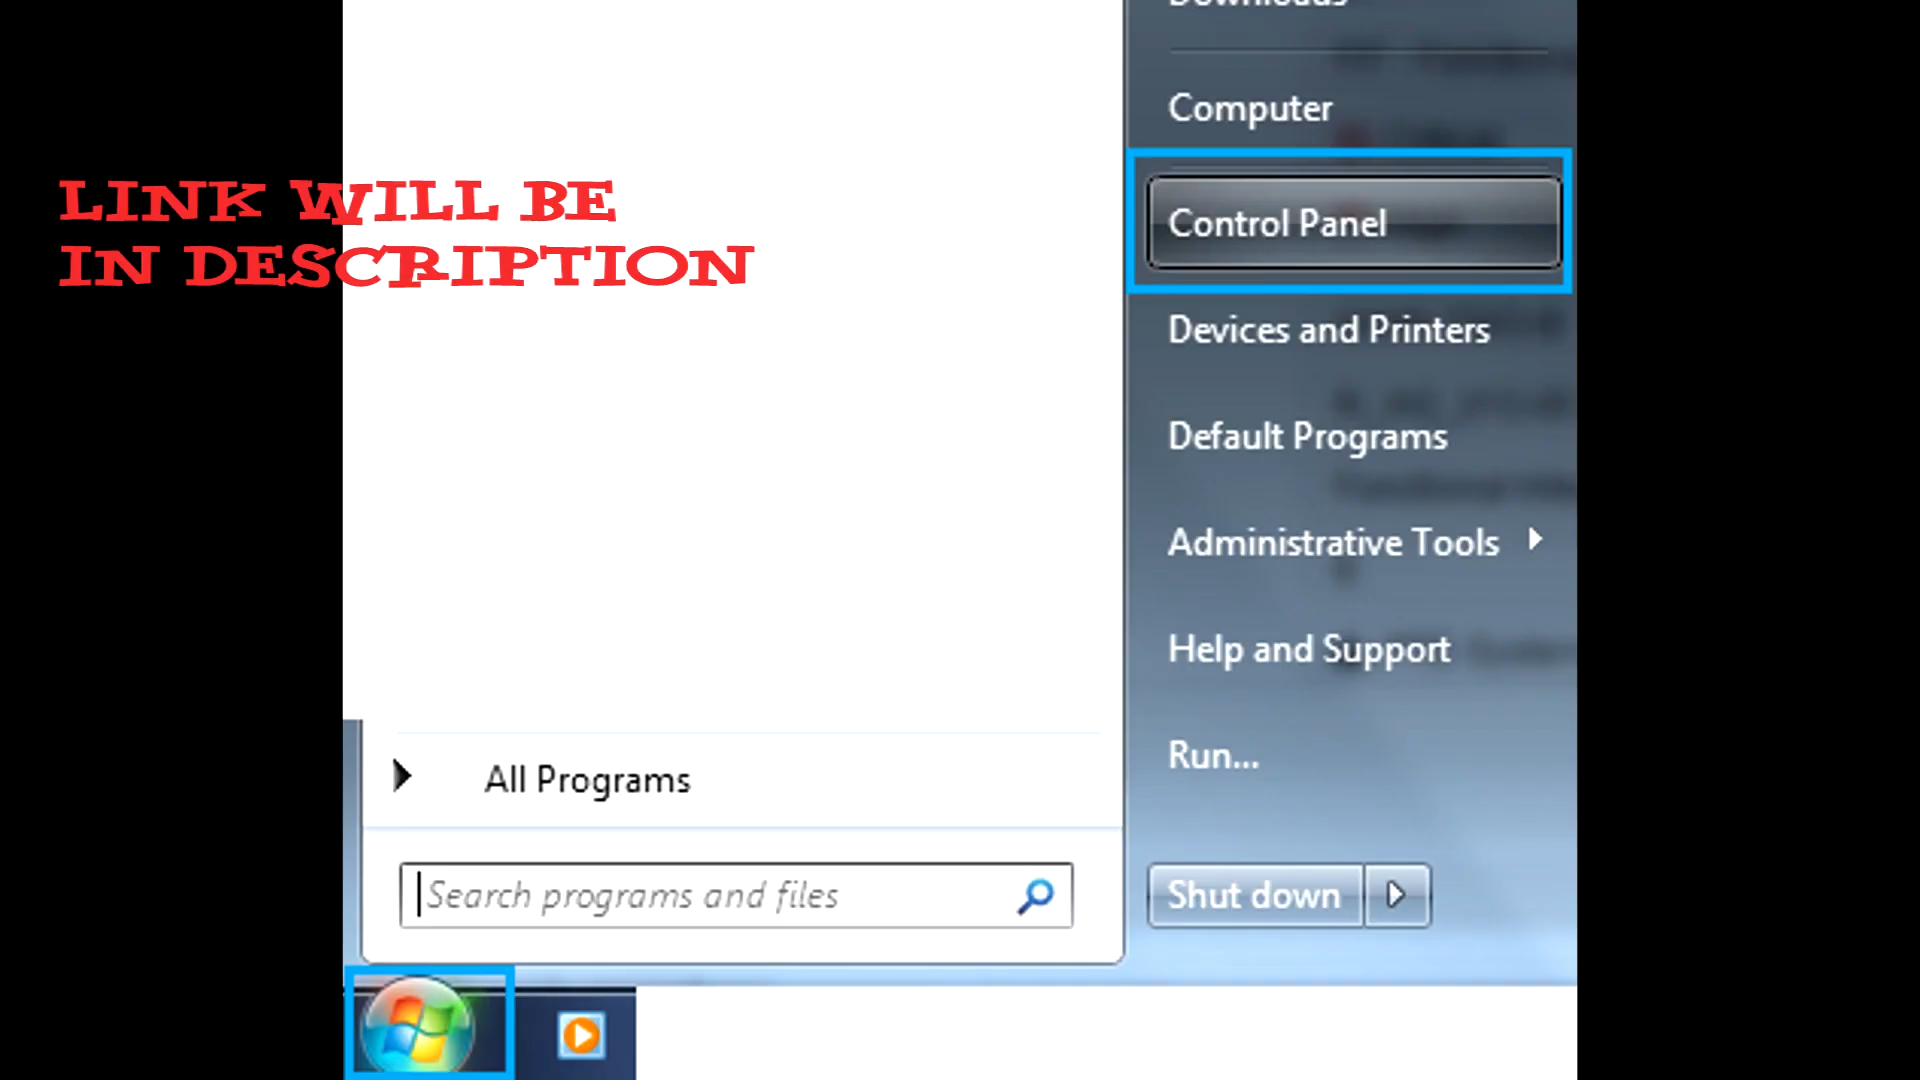 Downloads
Computer
LINK WILL BE
IN DESCRIPTION
Control Panel
Devices and Printers
Default Programs
Administrative Tools
Help and Support
Run...
All Programs
Search programs and files
Shut down